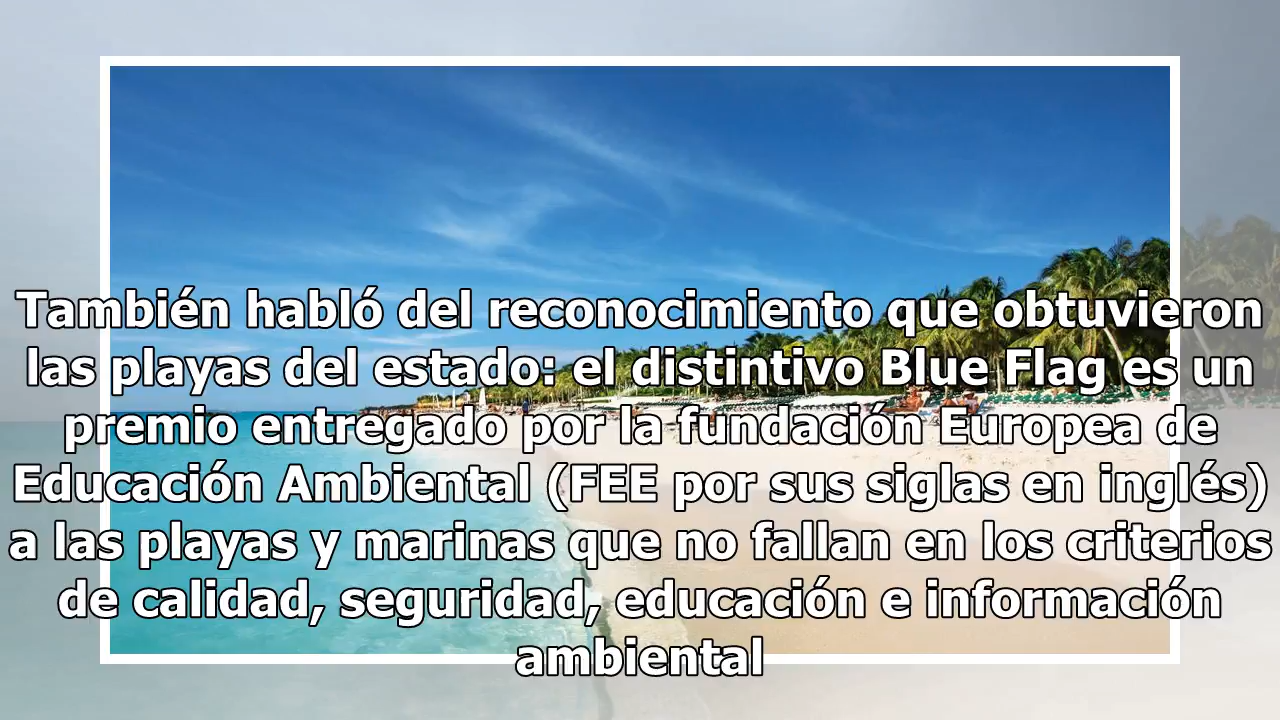 También habló del reconocimiento que obtuvieron
las playas del estado: el distintivo Blue Flag es un
premio entregado por la fundación Europea de
Educación Ambiental (FEE por sus siglas en inglés)
a las playas y marinas que no fallan en los criterios
de calidad, seguridad, educación e información
ambiental